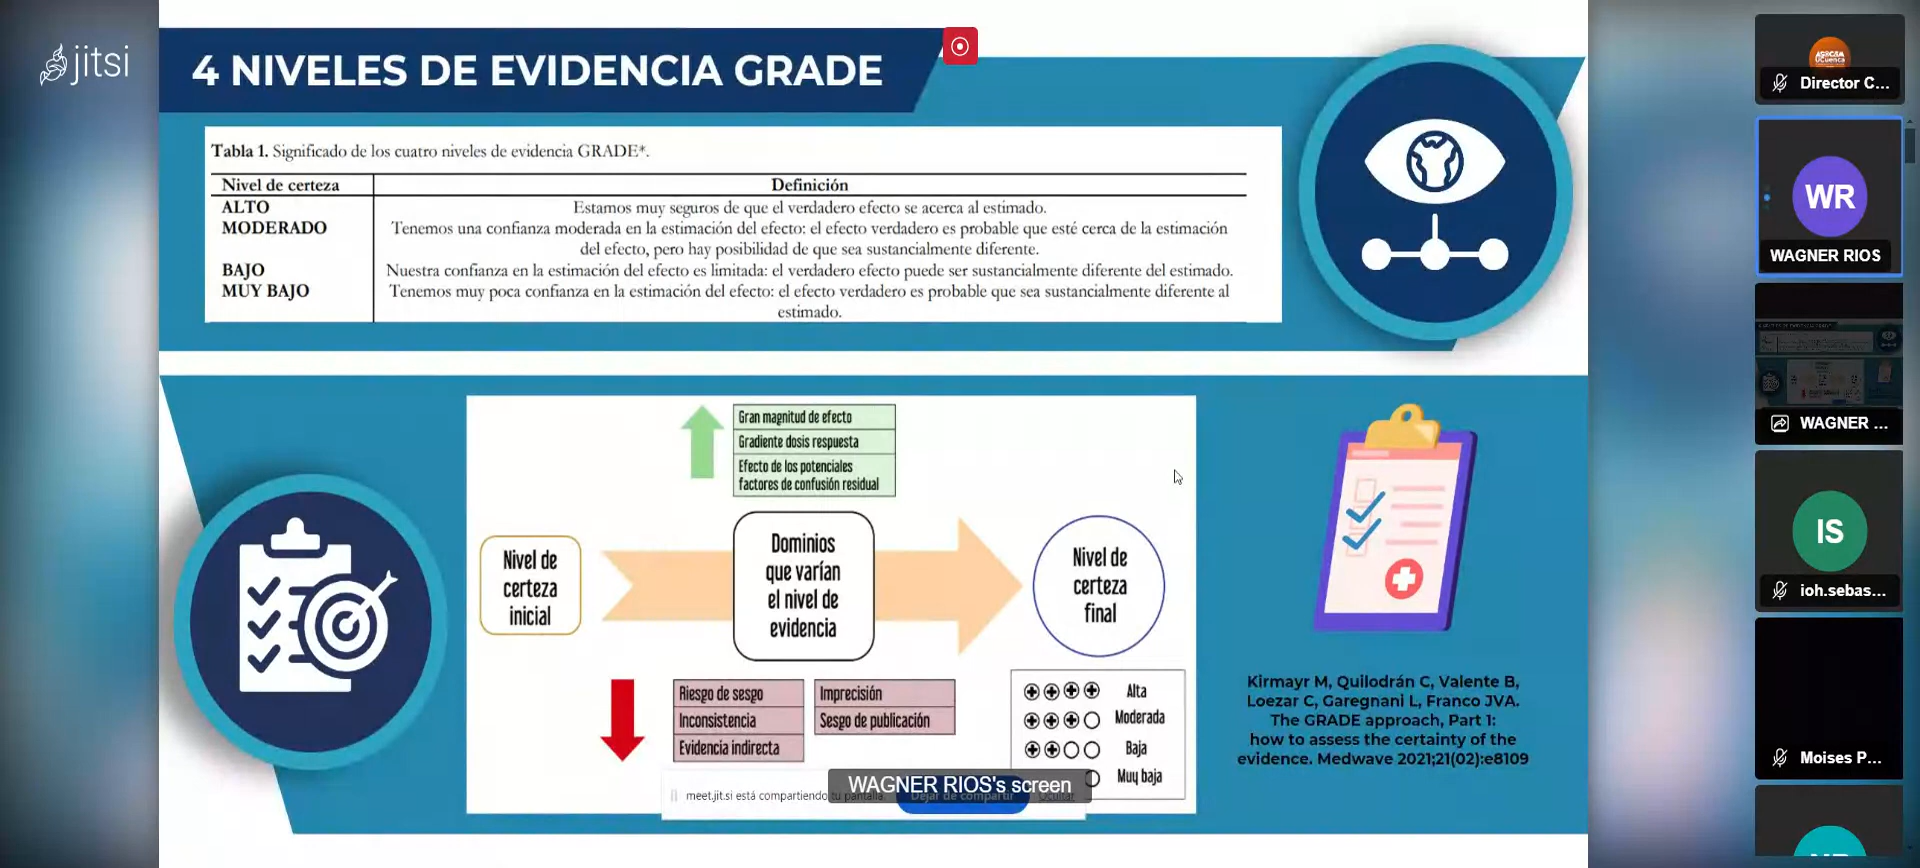 jitsi
4 NIVELES DE EVIDENCIA GRADE
Tabla 1. Significado de los cuatro niveles de evidencia GRADE*.
Nivel de certeza Definición
ALTO Estamos muy seguros de que el verdadero efecto se acerca al estimado.
MODERADO Tenemos una confianza moderada en la estimación del efecto: el efecto verdadero es probable que esté cerca de la estimación
del efecto, pero hay posibilidad de que sea sustancialmente diferente.
BAJO Nuestra confianza en la estimación del efecto es limitada: el verdadero efecto puede ser sustancialmente diferente del estimado.
MUY BAJO Tenemos muy poca confianza en la estimación del efecto: el efecto verdadero es probable que sea sustancialmente diferente al
estimado.
Gran magnitud de efecto
Gradiente dosis respuesta
Efecto de los potenciales
factores de confusión residual
Nivel de
certeza
inicial
Dominios
que varían
el nivel de
evidencia
Nivel de
certeza
final
Riesgo de sesgo
Inconsistencia
Evidencia indirecta
Imprecisión
Sesgo de publicación
Alta
Moderada
Baja
Muy baja
Kirmayr M, Quilodrán C, Valente B,
Loezar C, Garegnani L, Franco JVA.
The GRADE approach, Part 1:
how to assess the certainty of the
evidence. Medwave 2021;21(02):e8109
meet.jit.si está compartiendo tu pantalla.
Dejar de compartir
Ocultar
WAGNER RIOS's screen
Director C...
WR
WAGNER RIOS
WAGNER ...
IS
ioh.sebas...
Moises P...